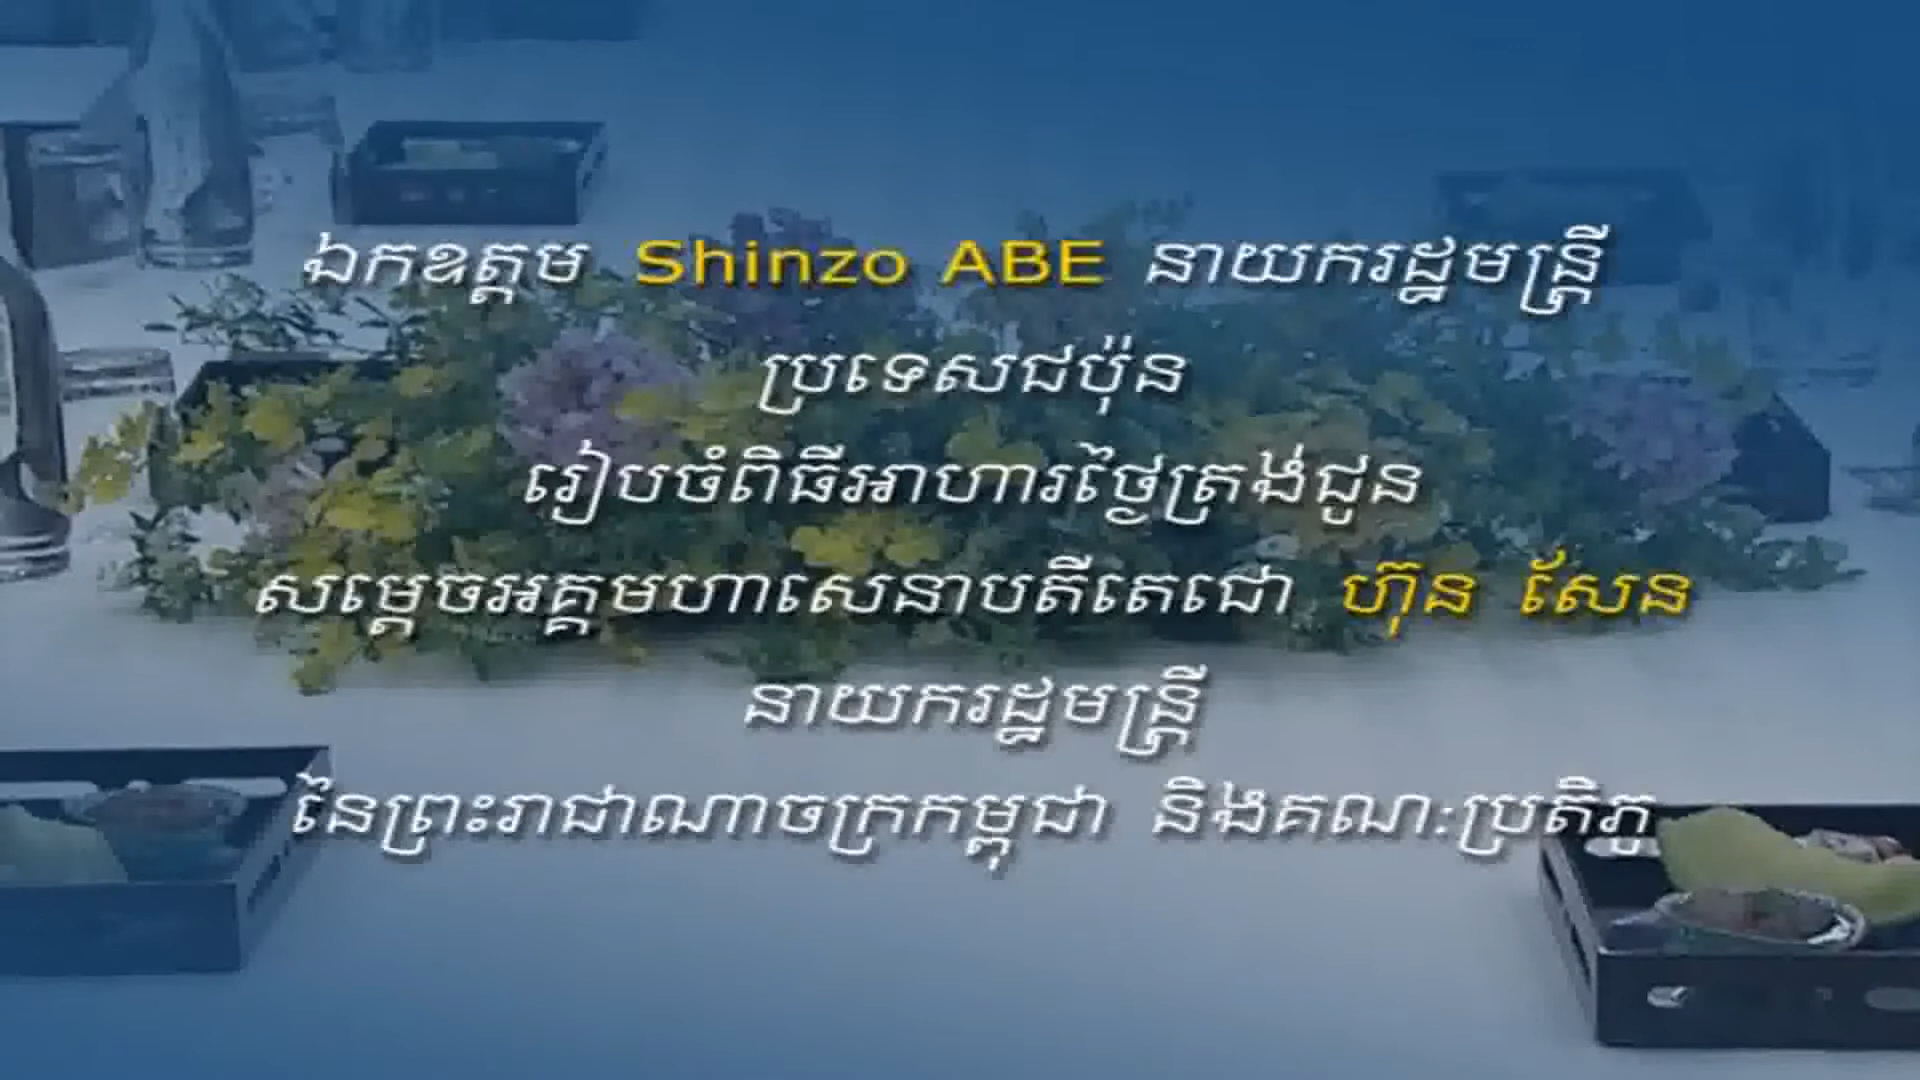 ឯកឧត្តម Shinzo ABE នាយករដ្ឋមន្ត្រី
ប្រទេសជប៉ុន
រៀបចំពិធីអាហារថ្ងៃត្រង់ជូន
សម្តេចអគ្គមហាសេនាបតីតេជោ ហ៊ុន សែន
នាយករដ្ឋមន្ត្រី
នៃព្រះរាជាណាចក្រកម្ពុជា និងគណៈប្រតិភូ